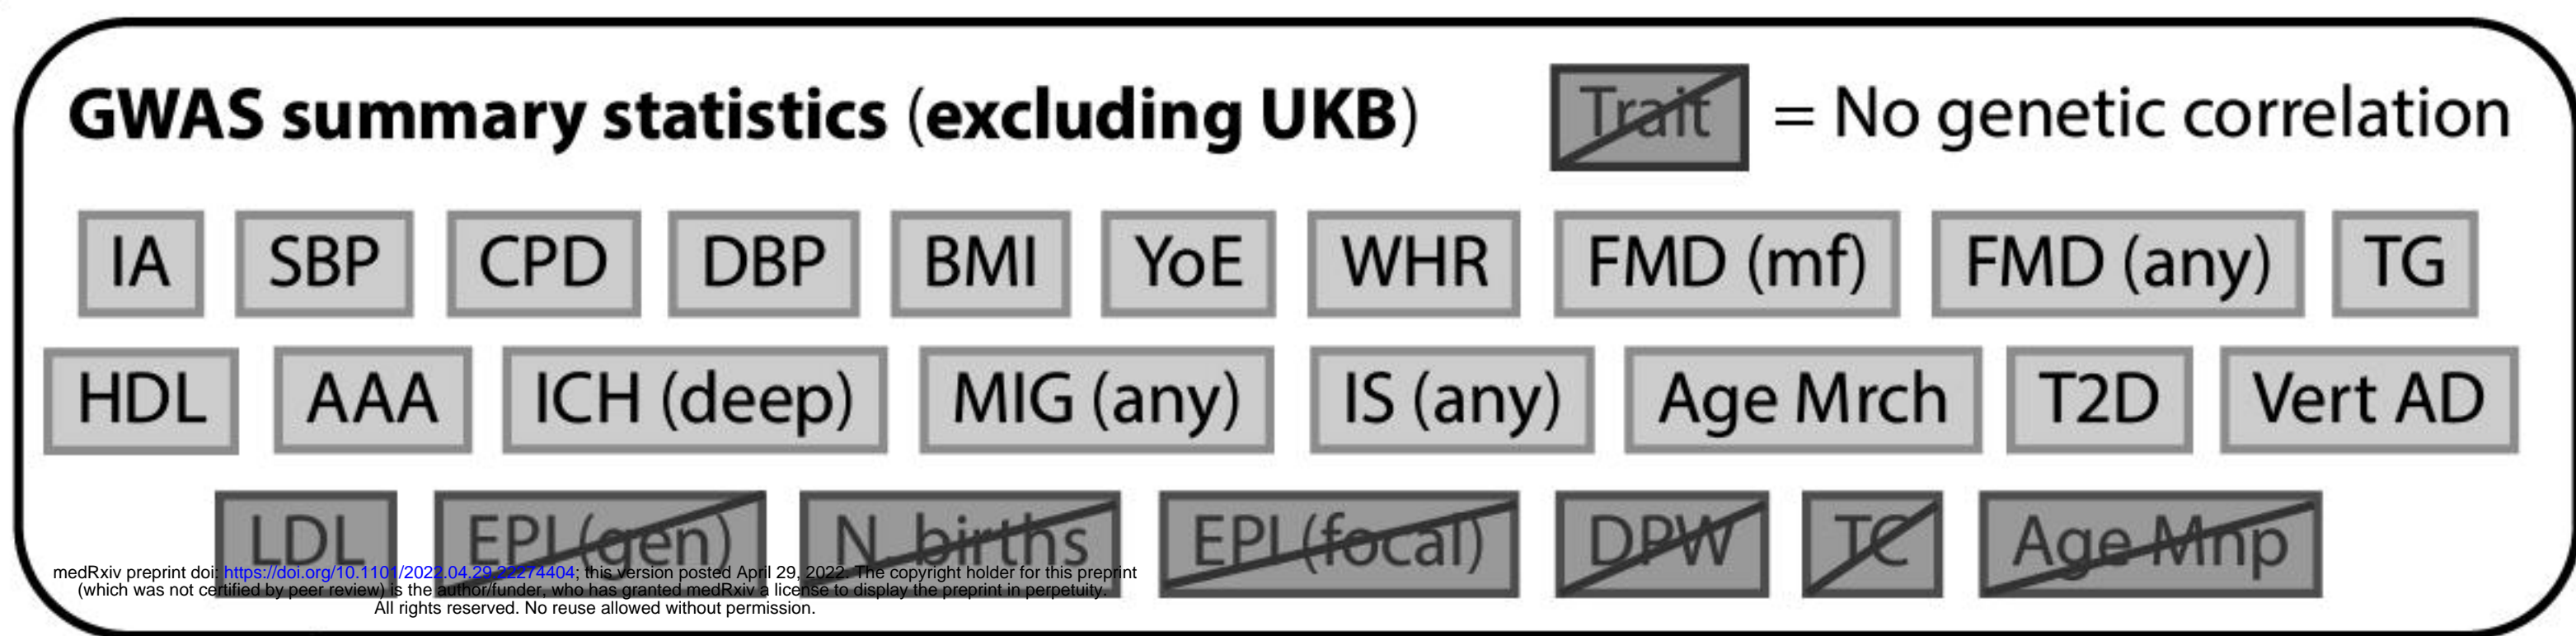 GWAS summary statistics (excluding UKB) Trait = No genetic correlation
IA SBP CPD DBP BMI YoE WHR FMD (mf) FMD (any) TG
HDL AAA ICH (deep) MIG (any) IS (any) Age Mrch T2D Vert AD
LDL EPI (gen) N. births EPI (focal) DPW TC Age Mnp
medRxiv preprint doi: https://doi.org/10.1101/2022.04.29.22274404; this version posted April 29, 2022. The copyright holder for this preprint
(which was not certified by peer review) is the author/funder, who has granted medRxiv a license to display the preprint in perpetuity.
All rights reserved. No reuse allowed without permission.